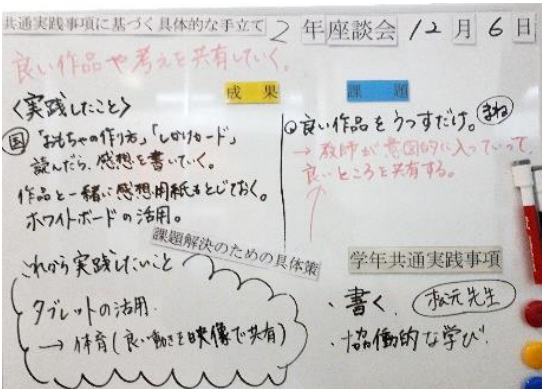 共通実践事項に基づく具体的な手立て 2 年座談会 12 月 6 日
良い作品や考えを共有していく。
成果
<実践したこと>
国 「おもちゃの作り方」「しかけカード」
読んだら、感想を書いていく。
作品と一緒に感想用紙もとじておく。
ホワイトボードの活用。
課題
良い作品をうつすだけ。 まね
→ 教師が意図的に入っていって、
良いところを共有する。
課題解決のための具体策
これから実践したいこと
タブレットの活用.
→ 体育(良い動きを映像で共有)
学年共通実践事項
・書く. 松元先生
・協働的な学び.